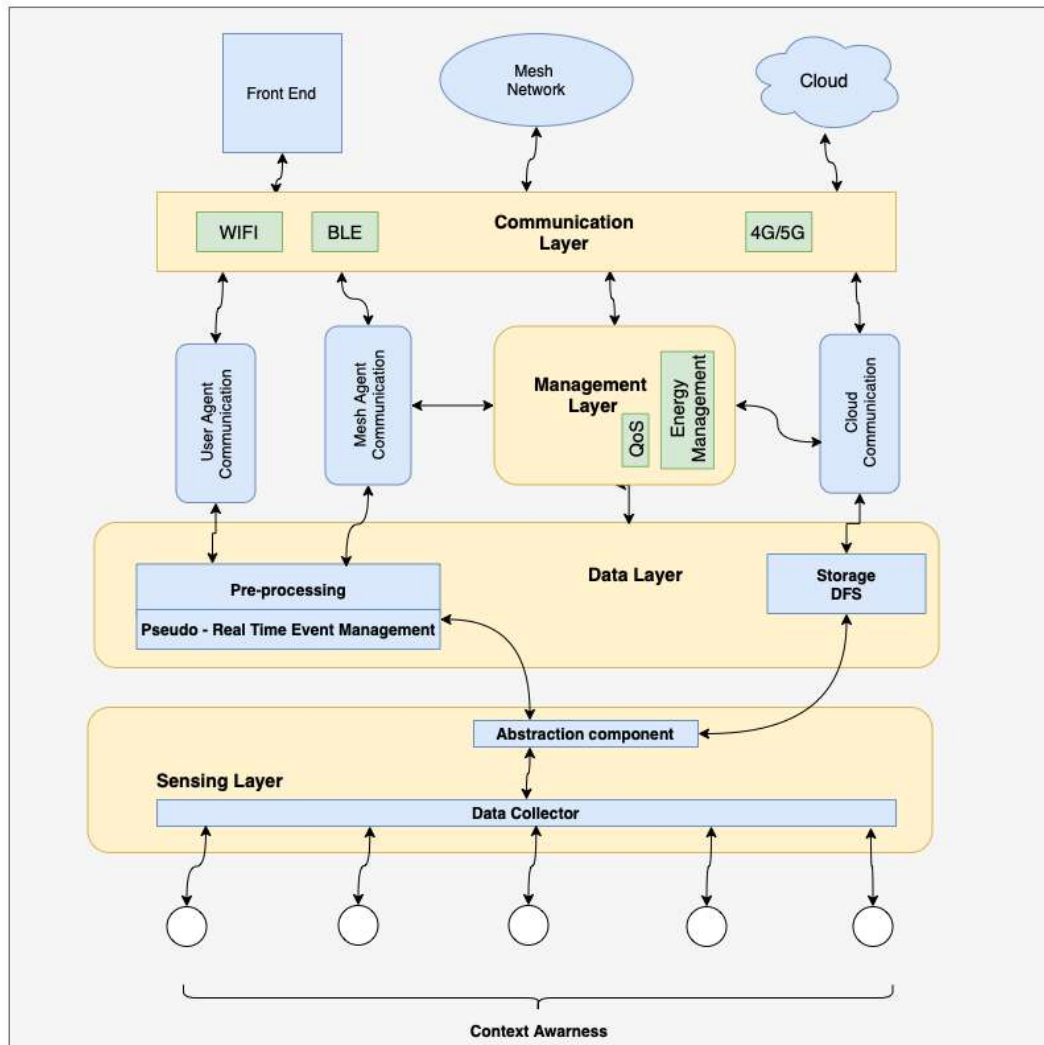 Front End
Mesh
Network
Cloud
WIFI
BLE
Communication
Layer
4G/5G
User Agent
Communication
Mesh Agent
Communication
Management
Layer
QoS
Energy
Management
Cloud
Communication
Data Layer
Pre-processing
Pseudo - Real Time Event Management
Storage
DFS
Abstraction component
Sensing Layer
Data Collector
Context Awarness